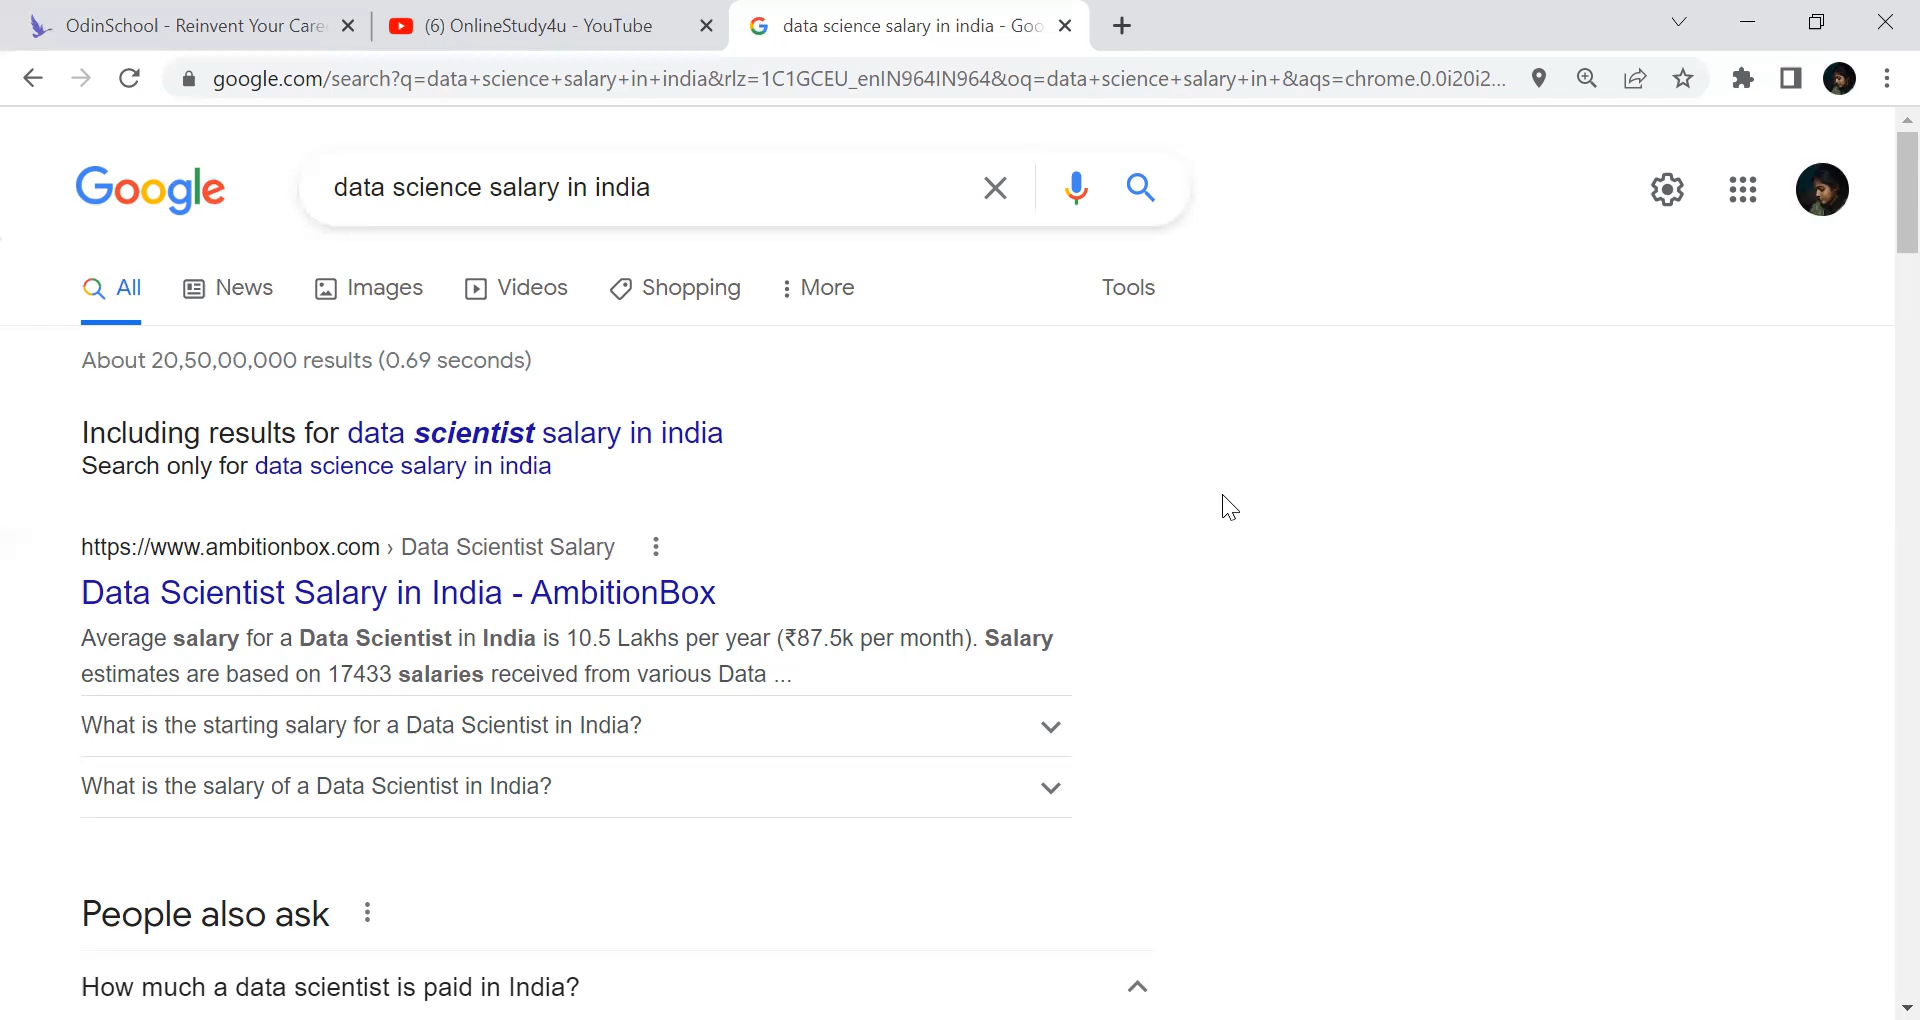 OdinSchool - Reinvent Your Care
(6) OnlineStudy4u - YouTube
data science salary in india - Goo
google.com/search?q=data+science+salary+in+india&rlz=1C1GCEU_enIN964IN964&oq=data+science+salary+in+&aqs=chrome.0.0i20i2...
Google
data science salary in india
All
News
Images
Videos
Shopping
More
Tools
About 20,50,00,000 results (0.69 seconds)
Including results for data scientist salary in india
Search only for data science salary in india
https://www.ambitionbox.com › Data Scientist Salary
Data Scientist Salary in India - AmbitionBox
Average salary for a Data Scientist in India is 10.5 Lakhs per year (₹87.5k per month). Salary
estimates are based on 17433 salaries received from various Data ...
What is the starting salary for a Data Scientist in India?
What is the salary of a Data Scientist in India?
People also ask
How much a data scientist is paid in India?